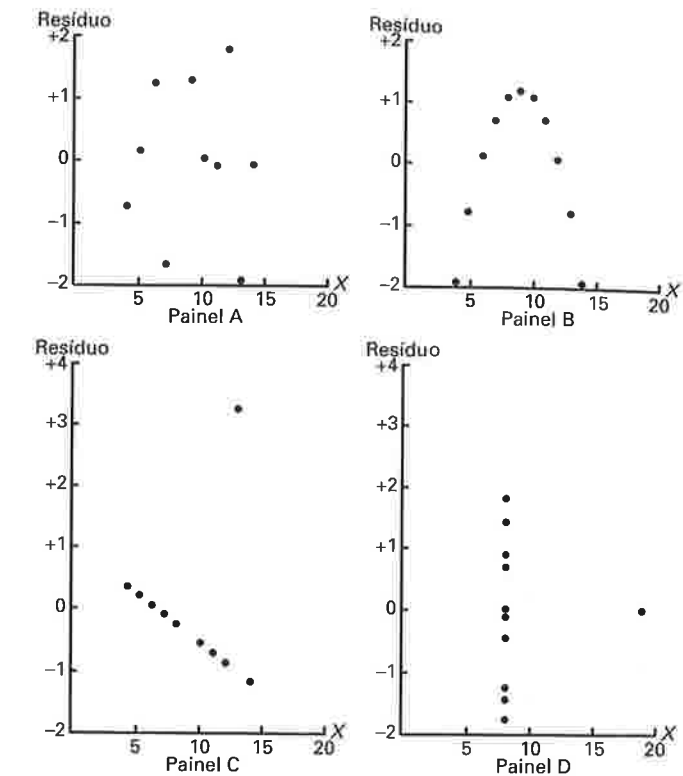 Resíduo
+2
+1
0
−1
−2
5 10 15 20 X
Painel A
Resíduo
+2
+1
0
−1
−2
5 10 15 20 X
Painel B
Resíduo
+4
+3
+2
+1
0
−1
−2
5 10 15 20 X
Painel C
Resíduo
+4
+3
+2
+1
0
−1
−2
5 10 15 20 X
Painel D